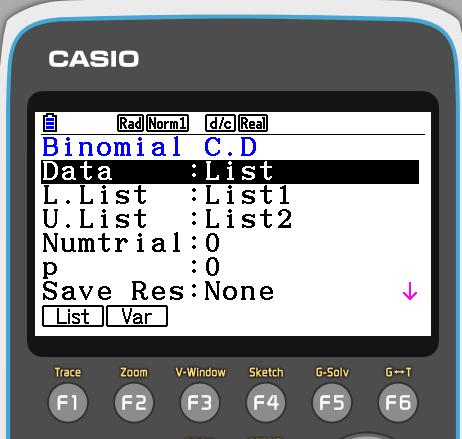 CASIO
Rad Norm1 d/c Real
Binomial C.D
Data :List
L.List :List1
U.List :List2
Numtrial:0
p :0
Save Res:None
List Var
Trace Zoom V-Window Sketch G-Solv G↔T
F1 F2 F3 F4 F5 F6